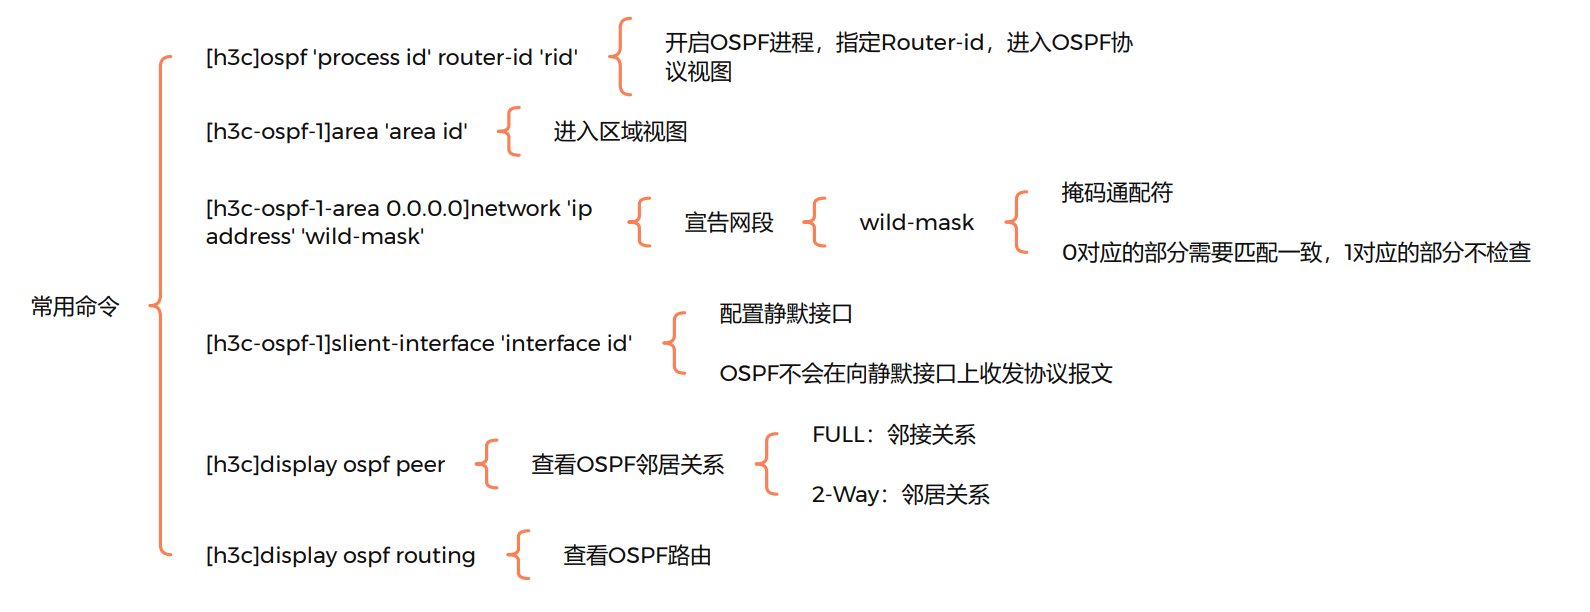 常用命令
[h3c]ospf 'process id' router-id 'rid'
开启OSPF进程，指定Router-id，进入OSPF协
议视图
[h3c-ospf-1]area 'area id'
进入区域视图
[h3c-ospf-1-area 0.0.0.0]network 'ip
address' 'wild-mask'
宣告网段
wild-mask
掩码通配符
0对应的部分需要匹配一致，1对应的部分不检查
[h3c-ospf-1]slient-interface 'interface id'
配置静默接口
OSPF不会在向静默接口上收发协议报文
[h3c]display ospf peer
查看OSPF邻居关系
FULL：邻接关系
2-Way：邻居关系
[h3c]display ospf routing
查看OSPF路由